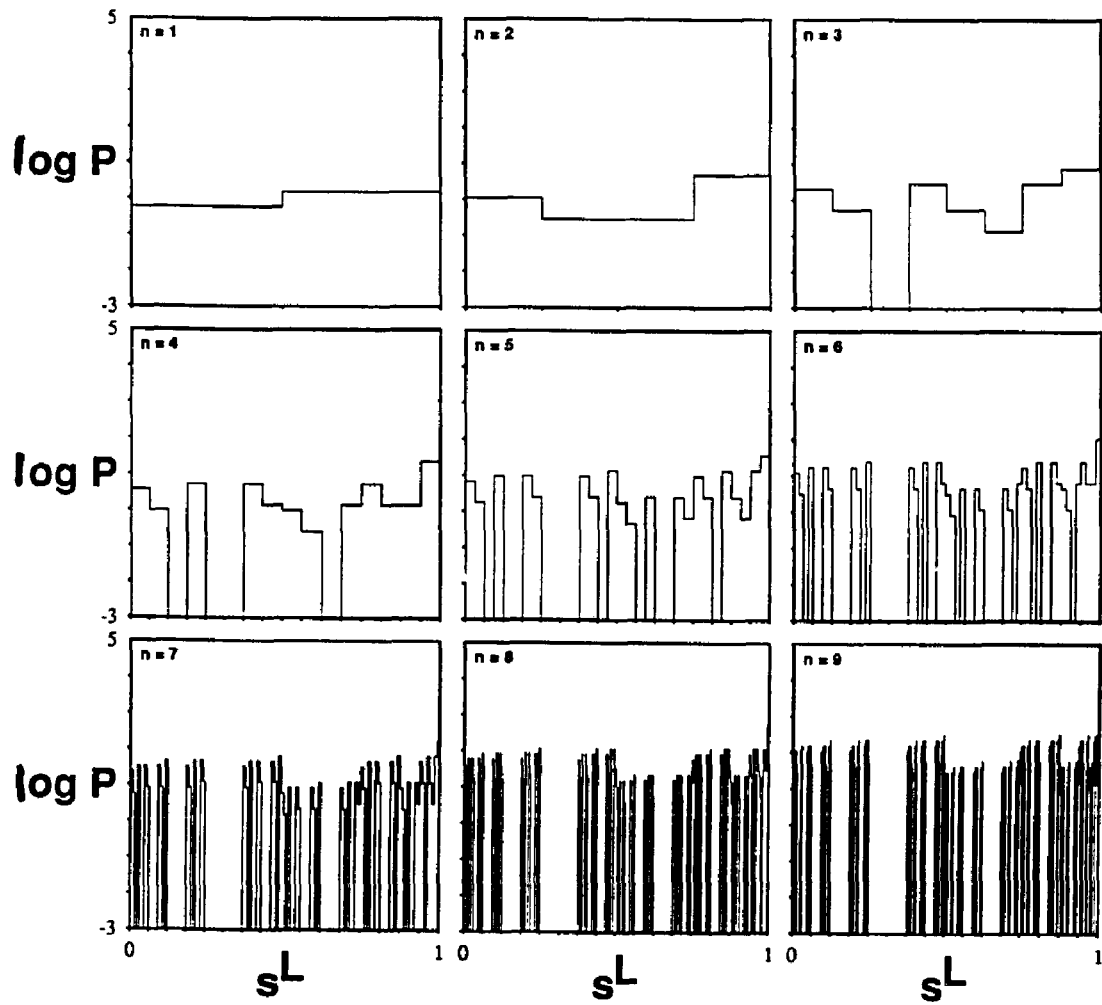 5
n = 1
n = 2
n = 3
log P
-3
5
n = 4
n = 5
n = 6
log P
-3
5
n = 7
n = 8
n = 9
log P
-3
0 1 0 1 0 1
s^L s^L s^L